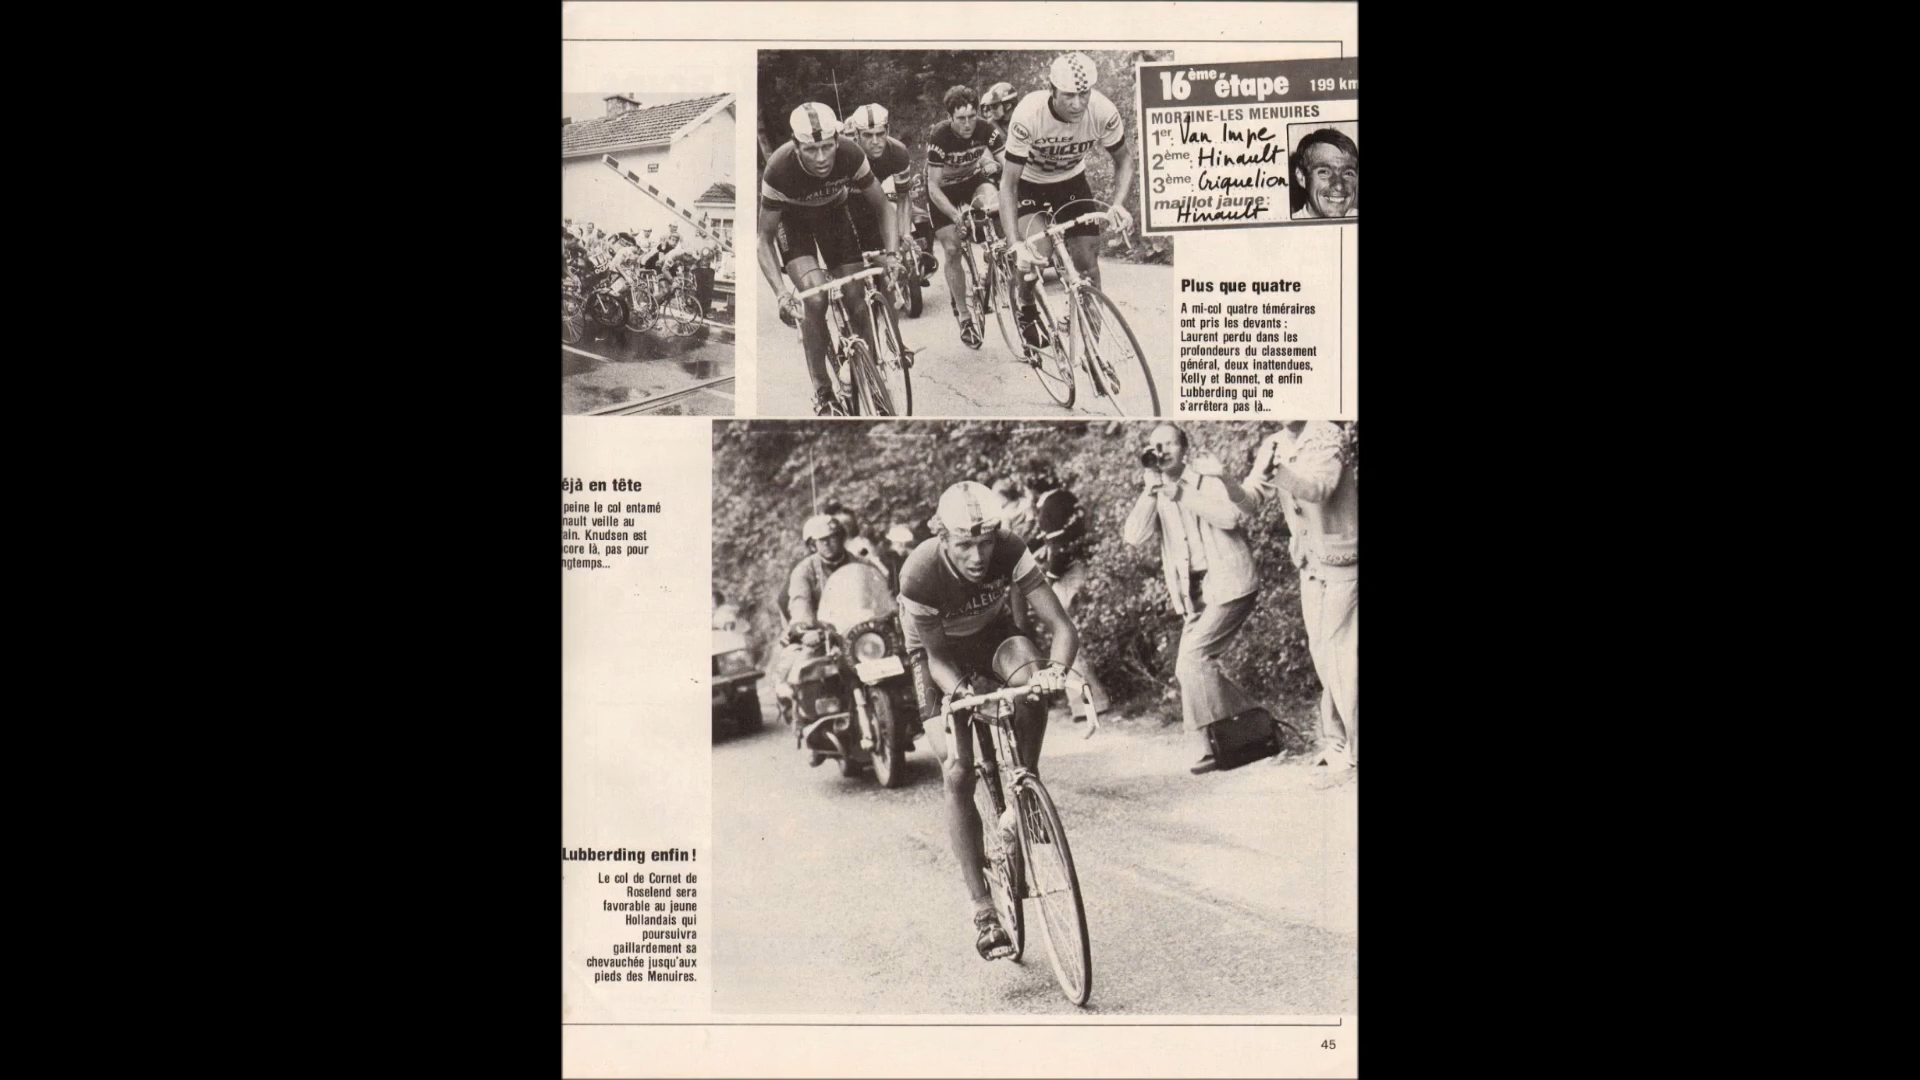 16ème étape 199 km
MORZINE-LES MENUIRES
1er: Van Impe
2ème: Hinault
3ème: Criquelion
maillot jaune:
Hinault
CYCLES
PEUGEOT
RALEIGH
Plus que quatre
A mi-col quatre téméraires
ont pris les devants :
Laurent perdu dans les
profondeurs du classement
général, deux inattendues,
Kelly et Bonnet, et enfin
Lubberding qui ne
s'arrêtera pas là...
éjà en tête
peine le col entamé
nault veille au
ain. Knudsen est
core là, pas pour
ngtemps...
RALEIGH
Lubberding enfin !
Le col de Cornet de
Roselend sera
favorable au jeune
Hollandais qui
poursuivra
gaillardement sa
chevauchée jusqu'aux
pieds des Menuires.
45